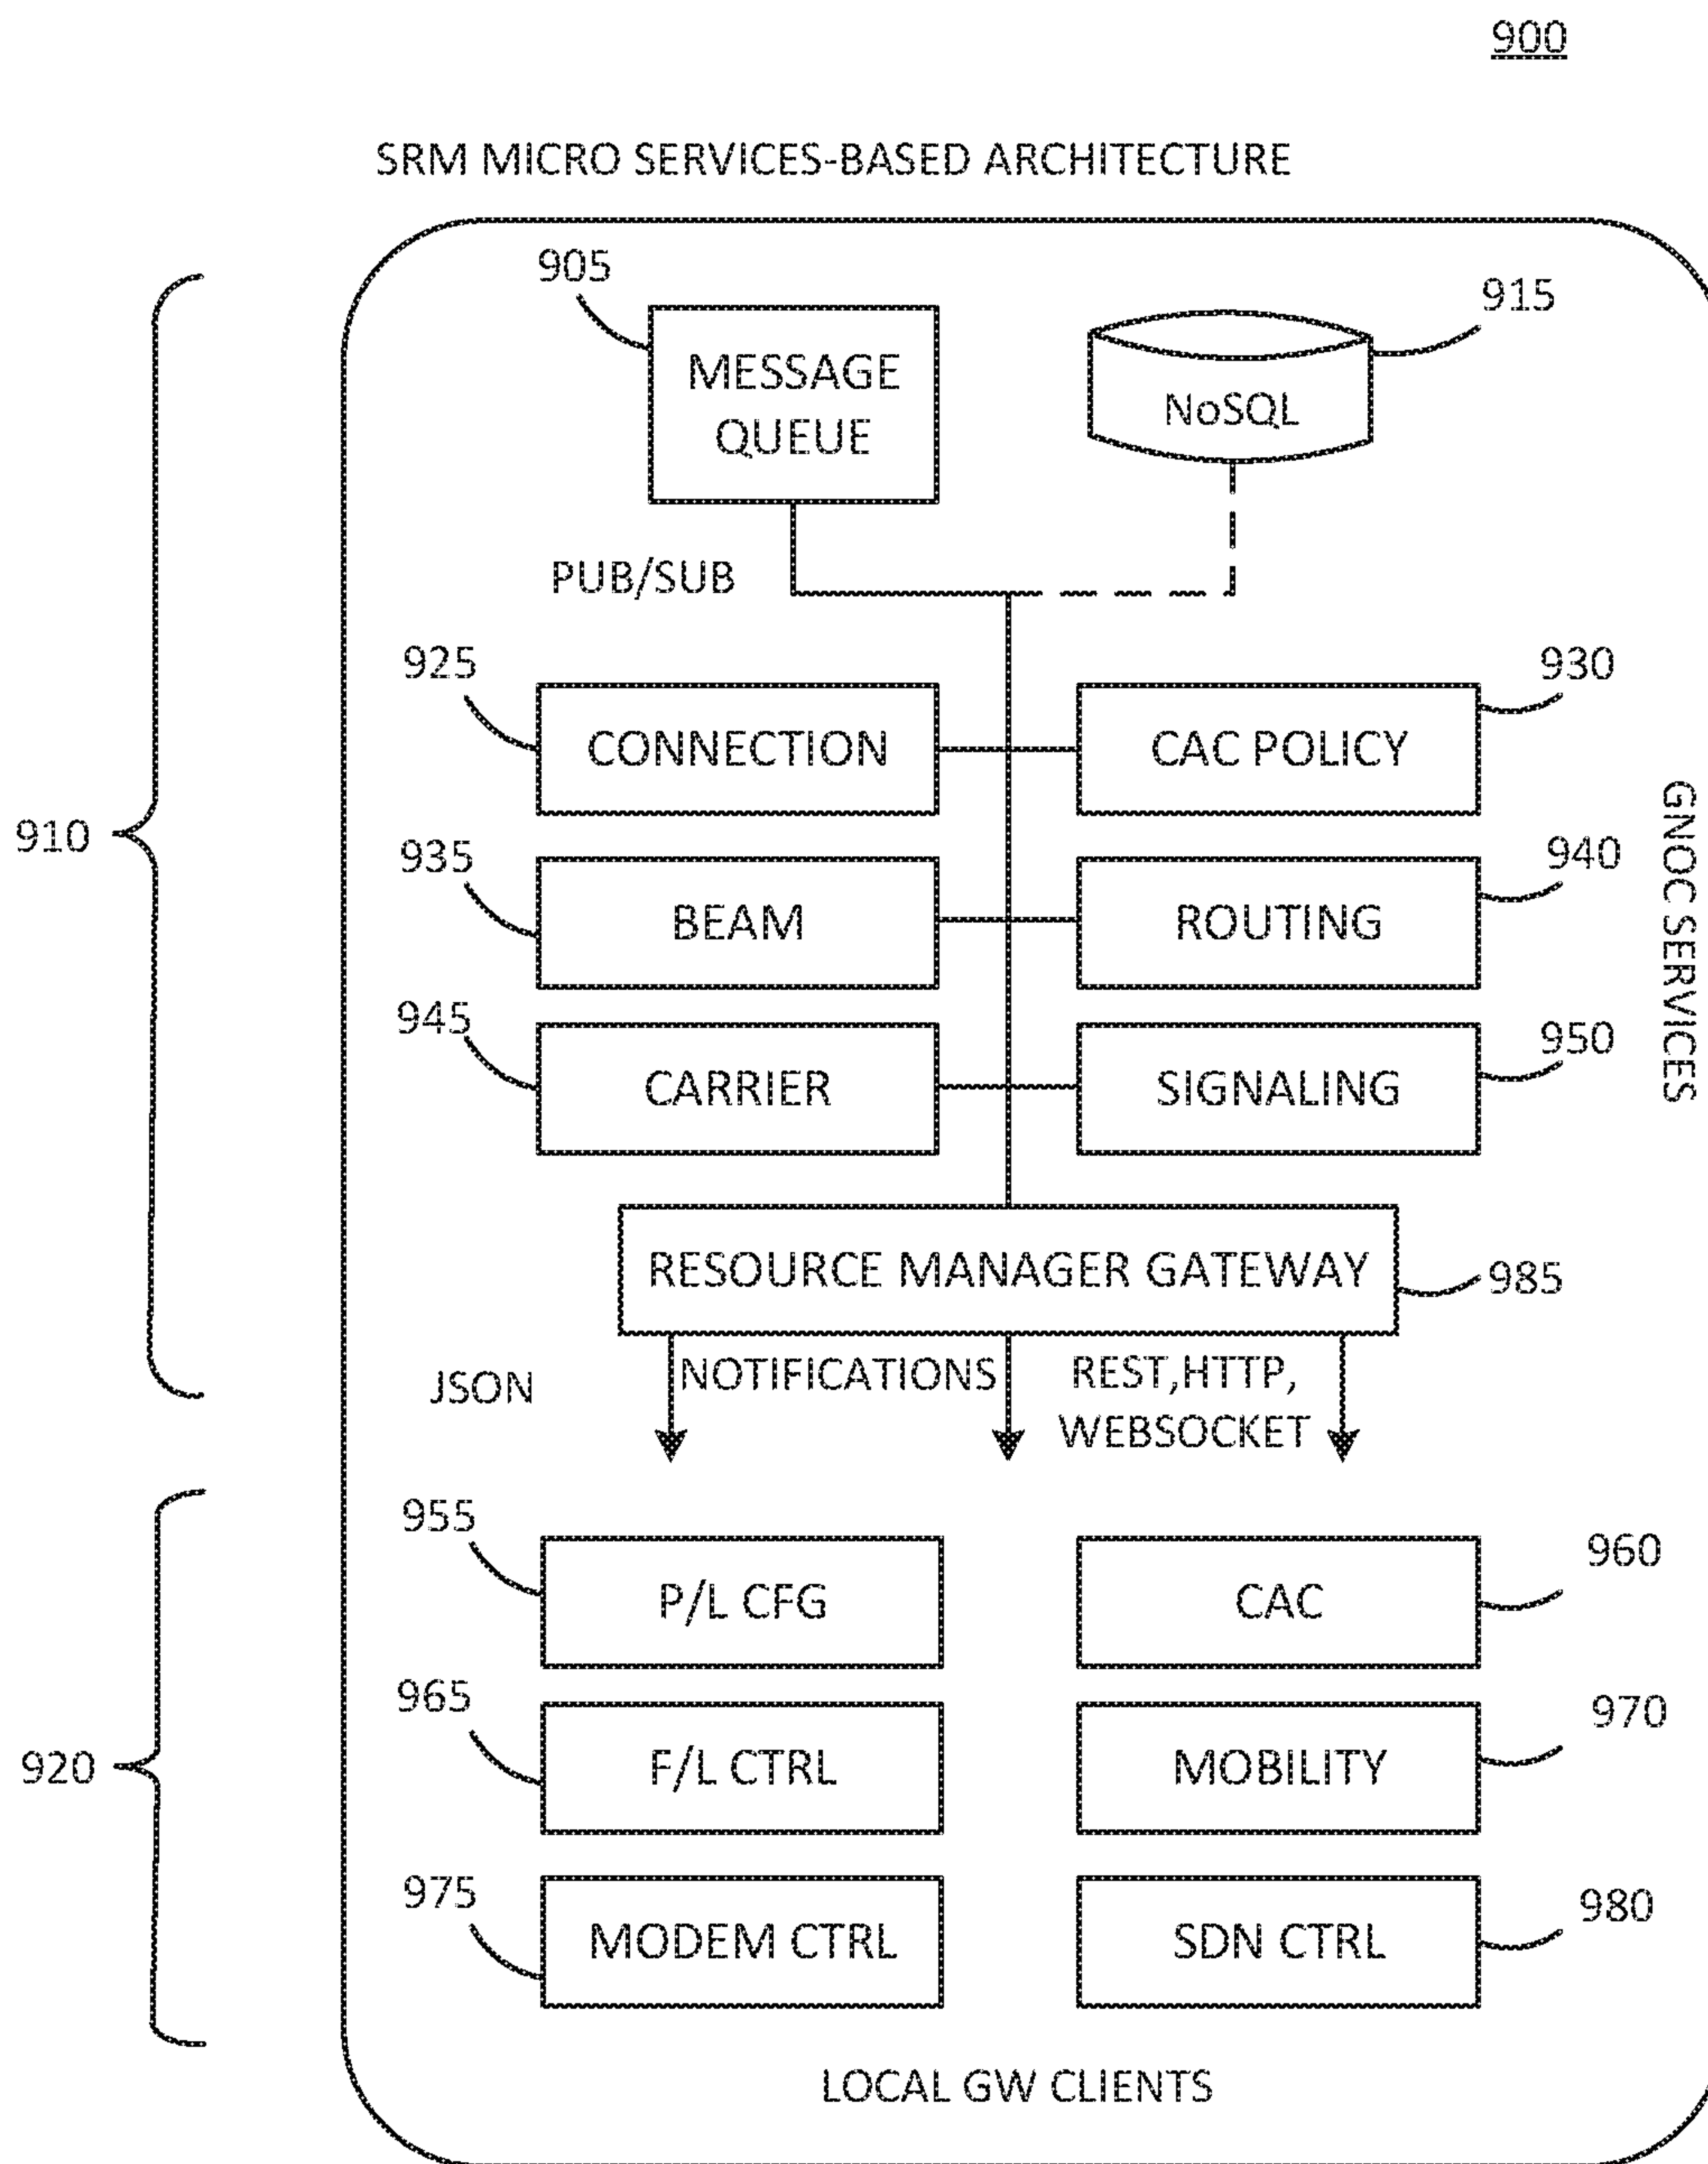 900
SRM MICRO SERVICES-BASED ARCHITECTURE
905
915
MESSAGE
QUEUE
NoSQL
PUB/SUB
925
930
CONNECTION
CAC POLICY
910
935
940
BEAM
ROUTING
GNOC SERVICES
945
950
CARRIER
SIGNALING
RESOURCE MANAGER GATEWAY
985
JSON
NOTIFICATIONS
REST,HTTP,
WEBSOCKET
955
960
P/L CFG
CAC
965
970
920
F/L CTRL
MOBILITY
975
980
MODEM CTRL
SDN CTRL
LOCAL GW CLIENTS